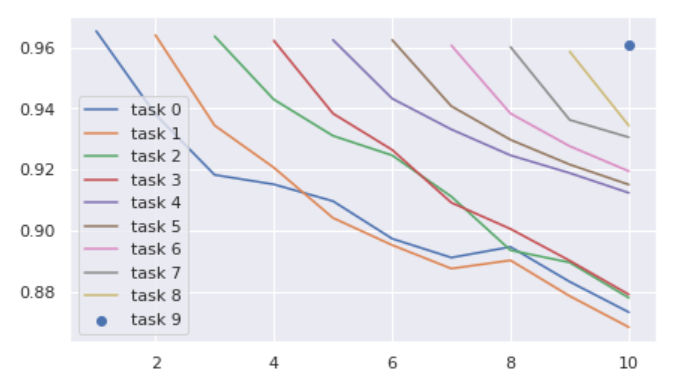 0.96
0.94
0.92
0.90
0.88
task 0
task 1
task 2
task 3
task 4
task 5
task 6
task 7
task 8
task 9
2 4 6 8 10